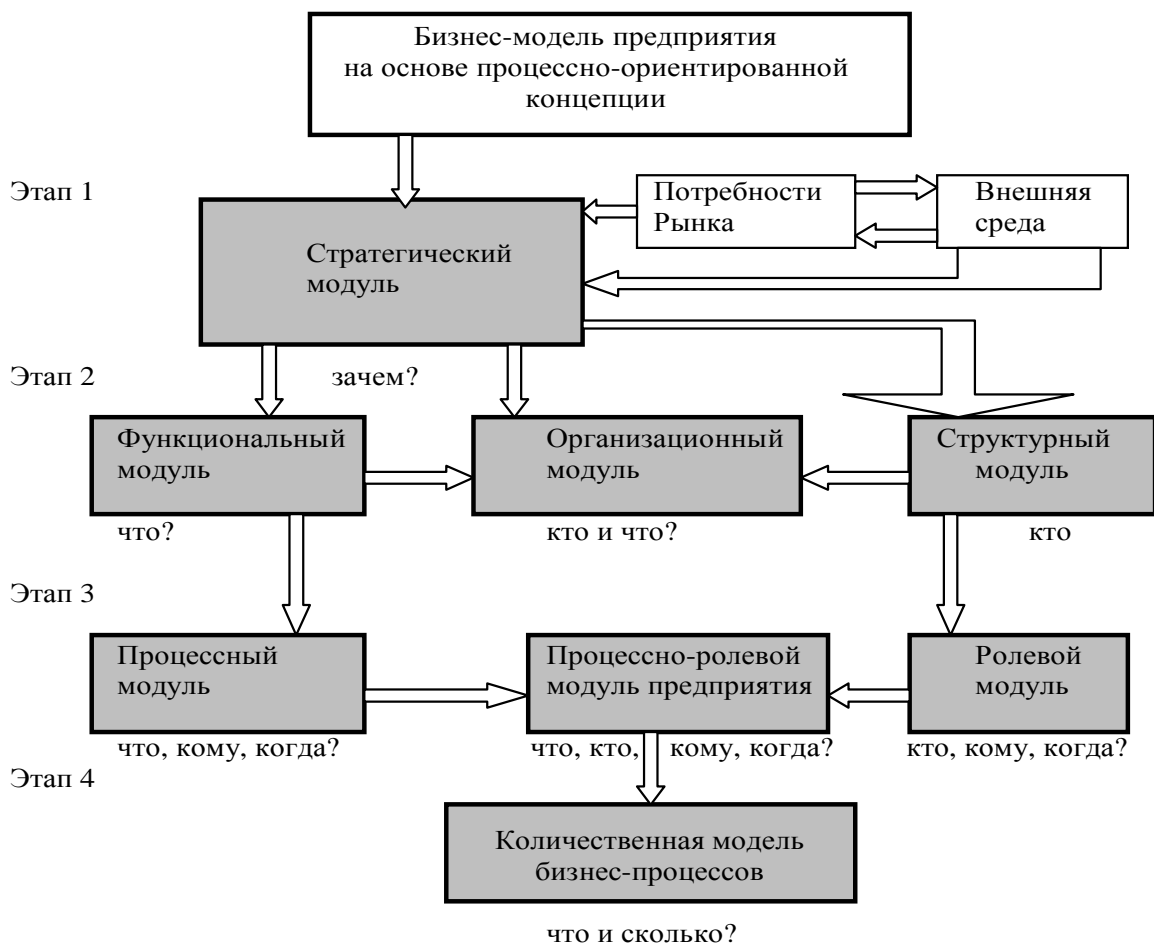 Бизнес-модель предприятия
на основе процессно-ориентированной
концепции
Этап 1
Потребности
Рынка
Внешняя
среда
Стратегический
модуль
Этап 2
зачем?
Функциональный
модуль
Организационный
модуль
Структурный
модуль
что?
кто и что?
кто
Этап 3
Процессный
модуль
Процессно-ролевой
модуль предприятия
Ролевой
модуль
что, кому, когда?
что, кто, кому, когда?
кто, кому, когда?
Этап 4
Количественная модель
бизнес-процессов
что и сколько?